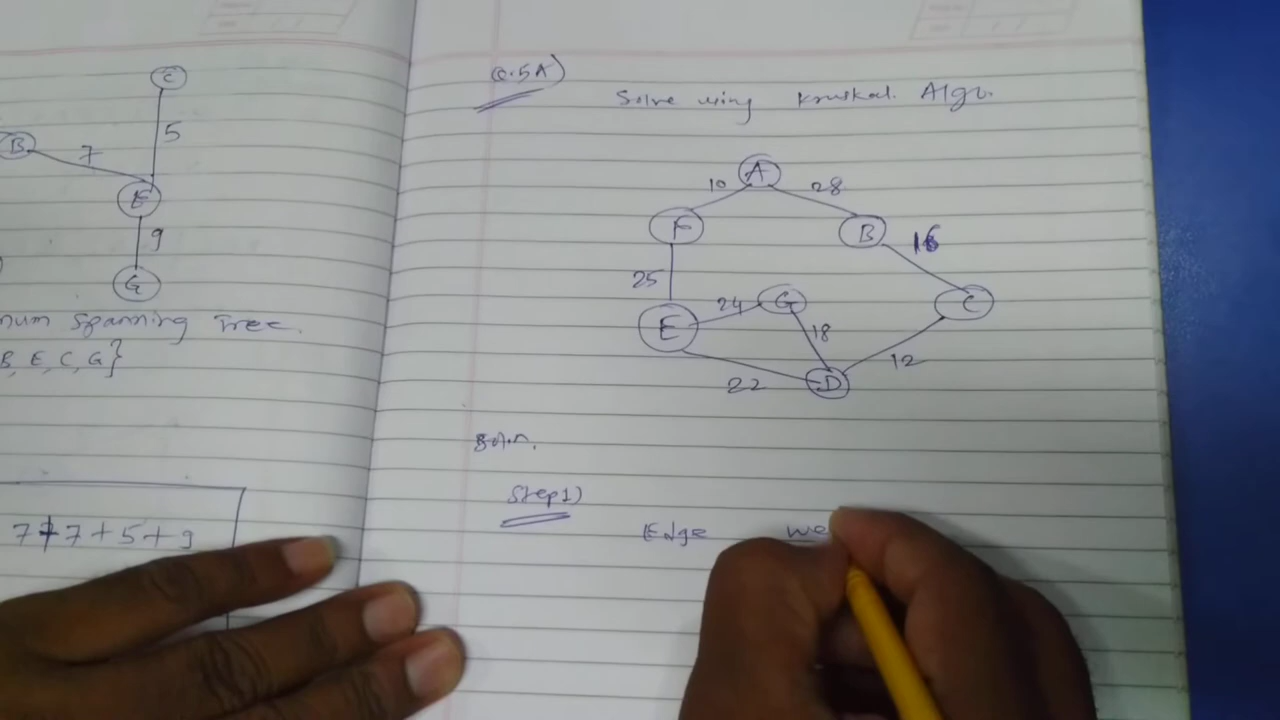 C
5
B
7
E
9
G
num Spanning Tree.
B, E, C, G}
7+7+5+9
Q.5A)
Solve using Kruskal. Algo.
A
10
28
F
B
16
25
24
G
C
E
18
12
22
D
Soln.
Step1)
Edge we